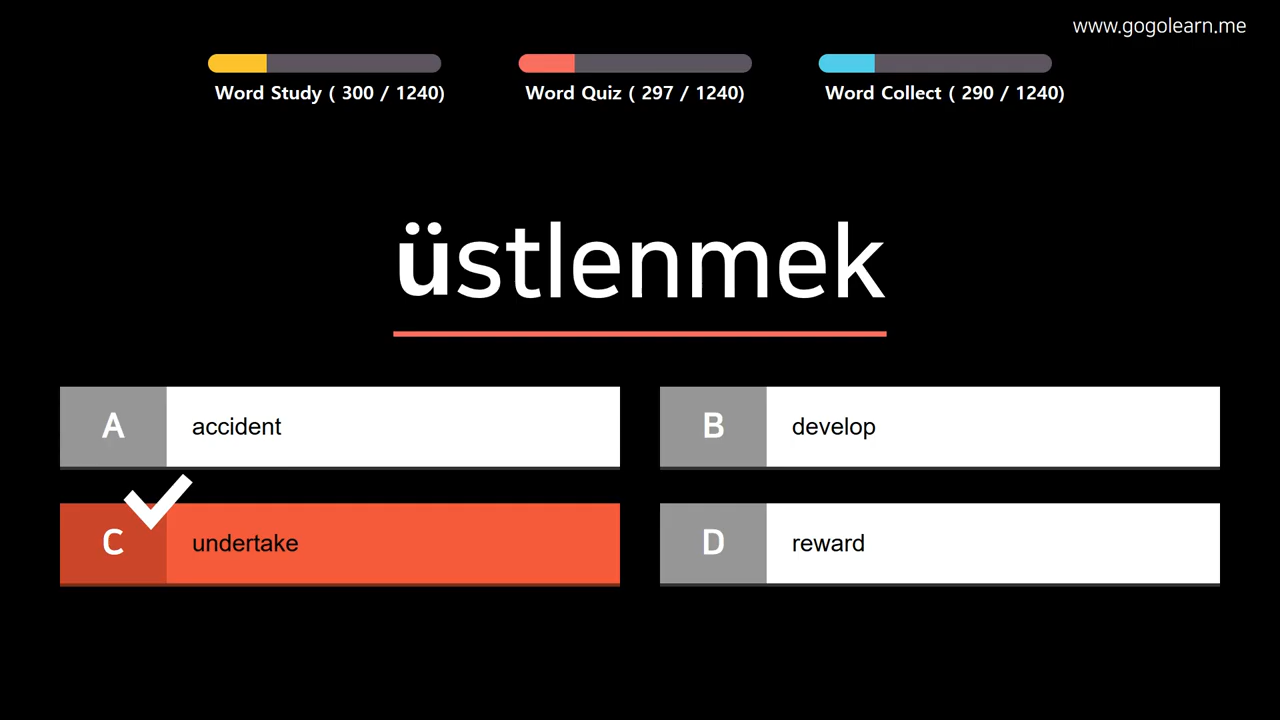 www.gogolearn.me
Word Study ( 300 / 1240)
Word Quiz ( 297 / 1240)
Word Collect ( 290 / 1240)
üstlenmek
A accident
B develop
C undertake
D reward